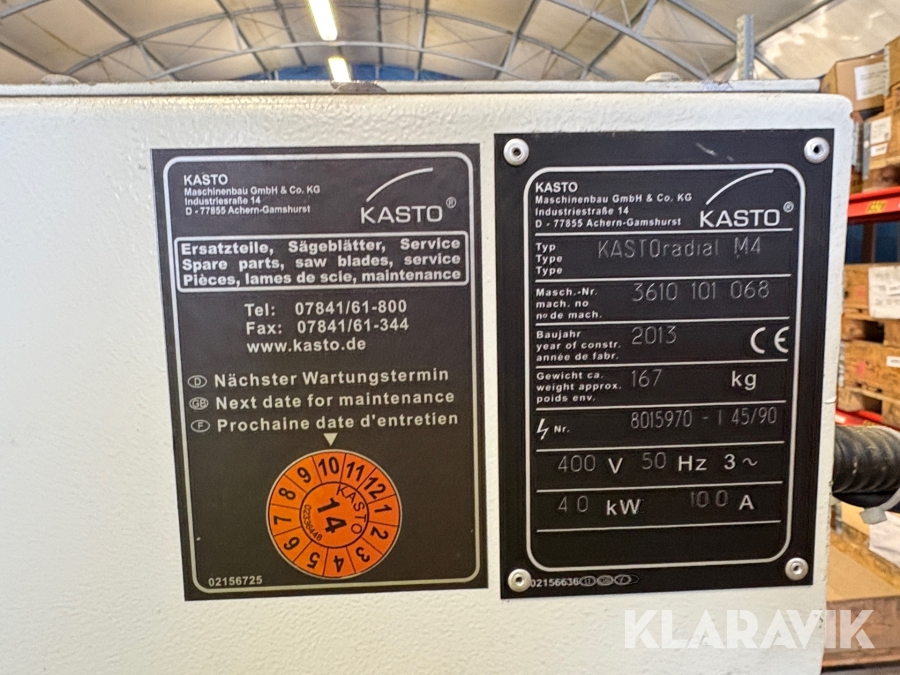 KASTO
Maschinenbau GmbH & Co. KG
Industriesraße 14
D - 77855 Achern-Gamshurst
KASTO®
Ersatzteile, Sägeblätter, Service
Spare parts, saw blades, service
Pièces, lames de scie, maintenance
Tel: 07841/61-800
Fax: 07841/61-344
www.kasto.de
D Nächster Wartungstermin
GB Next date for maintenance
F Prochaine date d'entretien
1 2 3 4 5 6 7 8 9 10 11 12
KASTO
14
02156725
KASTO
Maschinenbau GmbH & Co. KG
Industriestraße 14
D - 77855 Achern-Gamshurst
KASTO®
Typ
Type
Type
KASTOradial M4
Masch.-Nr.
mach. no
nº de mach.
3610 101 068
Baujahr
year of constr.
année de fabr.
2013
CE
Gewicht ca.
weight approx.
poids env.
167 kg
Nr. 8015970 - 1 45/90
400 V 50 Hz 3 ~
4.0 kW 10.0 A
02156636 D GB F
KLARAVIK